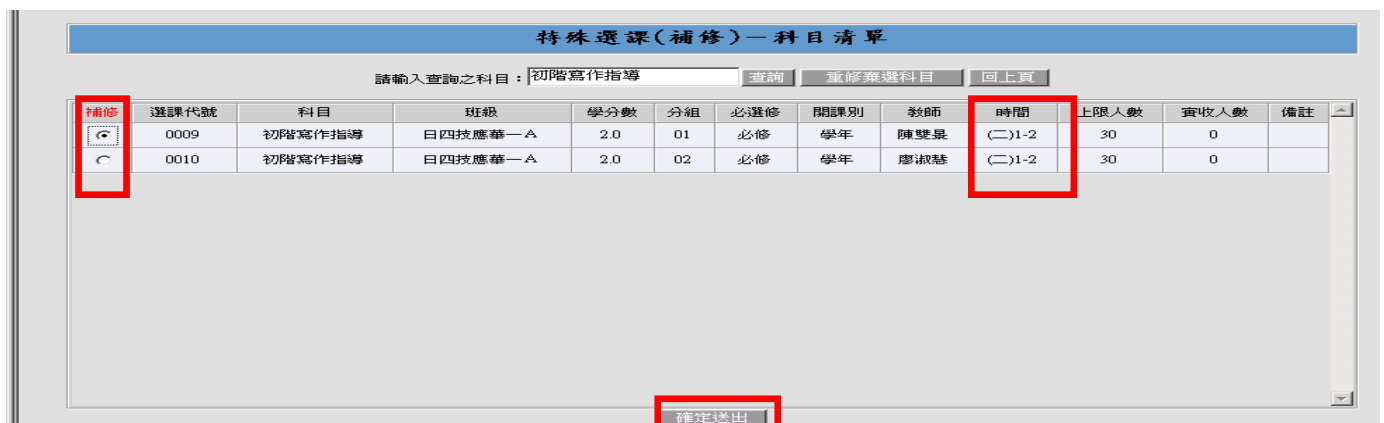 特殊選課(補修)－科目清單
請輸入查詢之科目：初階寫作指導 查詢 重修棄選科目 回上頁
補修 選課代號 科目 班級 學分數 分組 必選修 開課別 教師 時間 上限人數 實收人數 備註
0009 初階寫作指導 日四技應華一A 2.0 01 必修 學年 陳雙景 (二)1-2 30 0
0010 初階寫作指導 日四技應華一A 2.0 02 必修 學年 廖淑慧 (二)1-2 30 0
確定送出